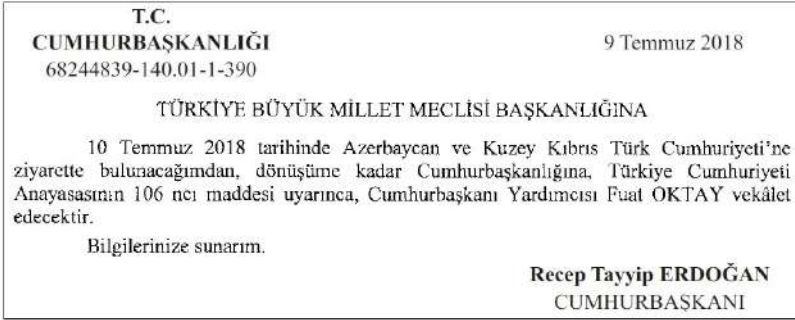 T.C.
CUMHURBAŞKANLIĞI
9 Temmuz 2018
68244839-140.01-1-390
TÜRKİYE BÜYÜK MİLLET MECLİSİ BAŞKANLIĞINA
10 Temmuz 2018 tarihinde Azerbaycan ve Kuzey Kıbrıs Türk Cumhuriyeti’ne
ziyarette bulunacağımdan, dönüşüme kadar Cumhurbaşkanlığına, Türkiye Cumhuriyeti
Anayasasının 106 ncı maddesi uyarınca, Cumhurbaşkanı Yardımcısı Fuat OKTAY vekâlet
edecektir.
Bilgilerinize sunarım.
Recep Tayyip ERDOĞAN
CUMHURBAŞKANI